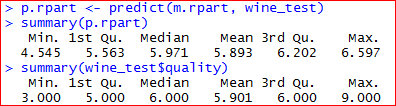 > p.rpart <- predict(m.rpart, wine_test)
> summary(p.rpart)
Min. 1st Qu. Median Mean 3rd Qu. Max.
4.545 5.563 5.971 5.893 6.202 6.597
> summary(wine_test$quality)
Min. 1st Qu. Median Mean 3rd Qu. Max.
3.000 5.000 6.000 5.901 6.000 9.000